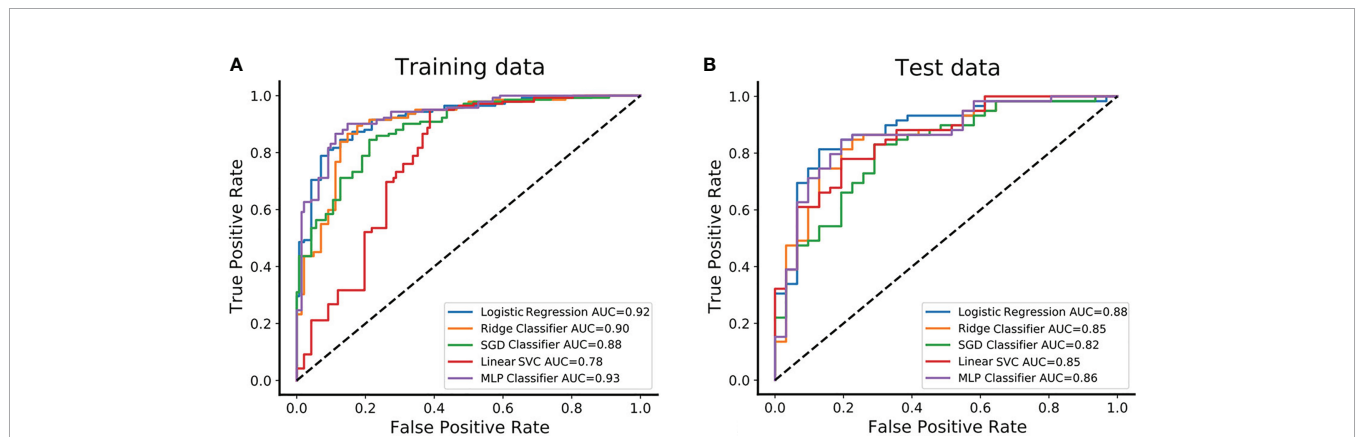 A
Training data
True Positive Rate
1.0
0.8
0.6
0.4
0.2
0.0
Logistic Regression AUC=0.92
Ridge Classifier AUC=0.90
SGD Classifier AUC=0.88
Linear SVC AUC=0.78
MLP Classifier AUC=0.93
0.0 0.2 0.4 0.6 0.8 1.0
False Positive Rate
B
Test data
True Positive Rate
1.0
0.8
0.6
0.4
0.2
0.0
Logistic Regression AUC=0.88
Ridge Classifier AUC=0.85
SGD Classifier AUC=0.82
Linear SVC AUC=0.85
MLP Classifier AUC=0.86
0.0 0.2 0.4 0.6 0.8 1.0
False Positive Rate